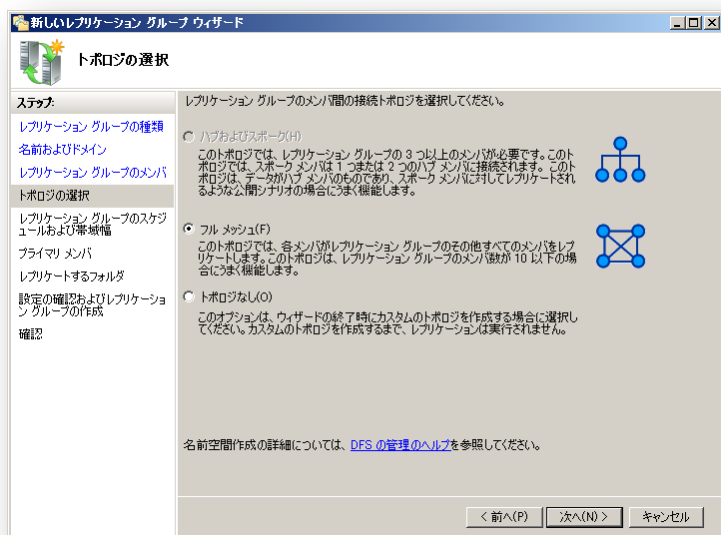 新しいレプリケーション グループ ウィザード
トポロジの選択
ステップ:
レプリケーション グループの種類
名前およびドメイン
レプリケーション グループのメンバ
トポロジの選択
レプリケーション グループのスケジ
ュールおよび帯域幅
プライマリ メンバ
レプリケートするフォルダ
設定の確認およびレプリケーショ
ン グループの作成
確認
レプリケーション グループのメンバ間の接続トポロジを選択してください。
ハブおよびスポーク(H)
このトポロジでは、レプリケーション グループの 3 つ以上のメンバが必要です。このト
ポロジでは、スポーク メンバは 1 つまたは 2 つのハブ メンバに接続されます。このト
ポロジは、データがハブ メンバのものであり、スポーク メンバに対してレプリケートされ
るような公開シナリオの場合にうまく機能します。
フル メッシュ(F)
このトポロジでは、各メンバがレプリケーション グループのその他すべてのメンバをレプ
リケートします。このトポロジは、レプリケーション グループのメンバ数が 10 以下の場
合にうまく機能します。
トポロジなし(O)
このオプションは、ウィザードの終了時にカスタムのトポロジを作成する場合に選択し
てください。カスタムのトポロジを作成するまで、レプリケーションは実行されません。
名前空間作成の詳細については、DFS の管理のヘルプを参照してください。
< 前へ(P)
次へ(N) >
キャンセル